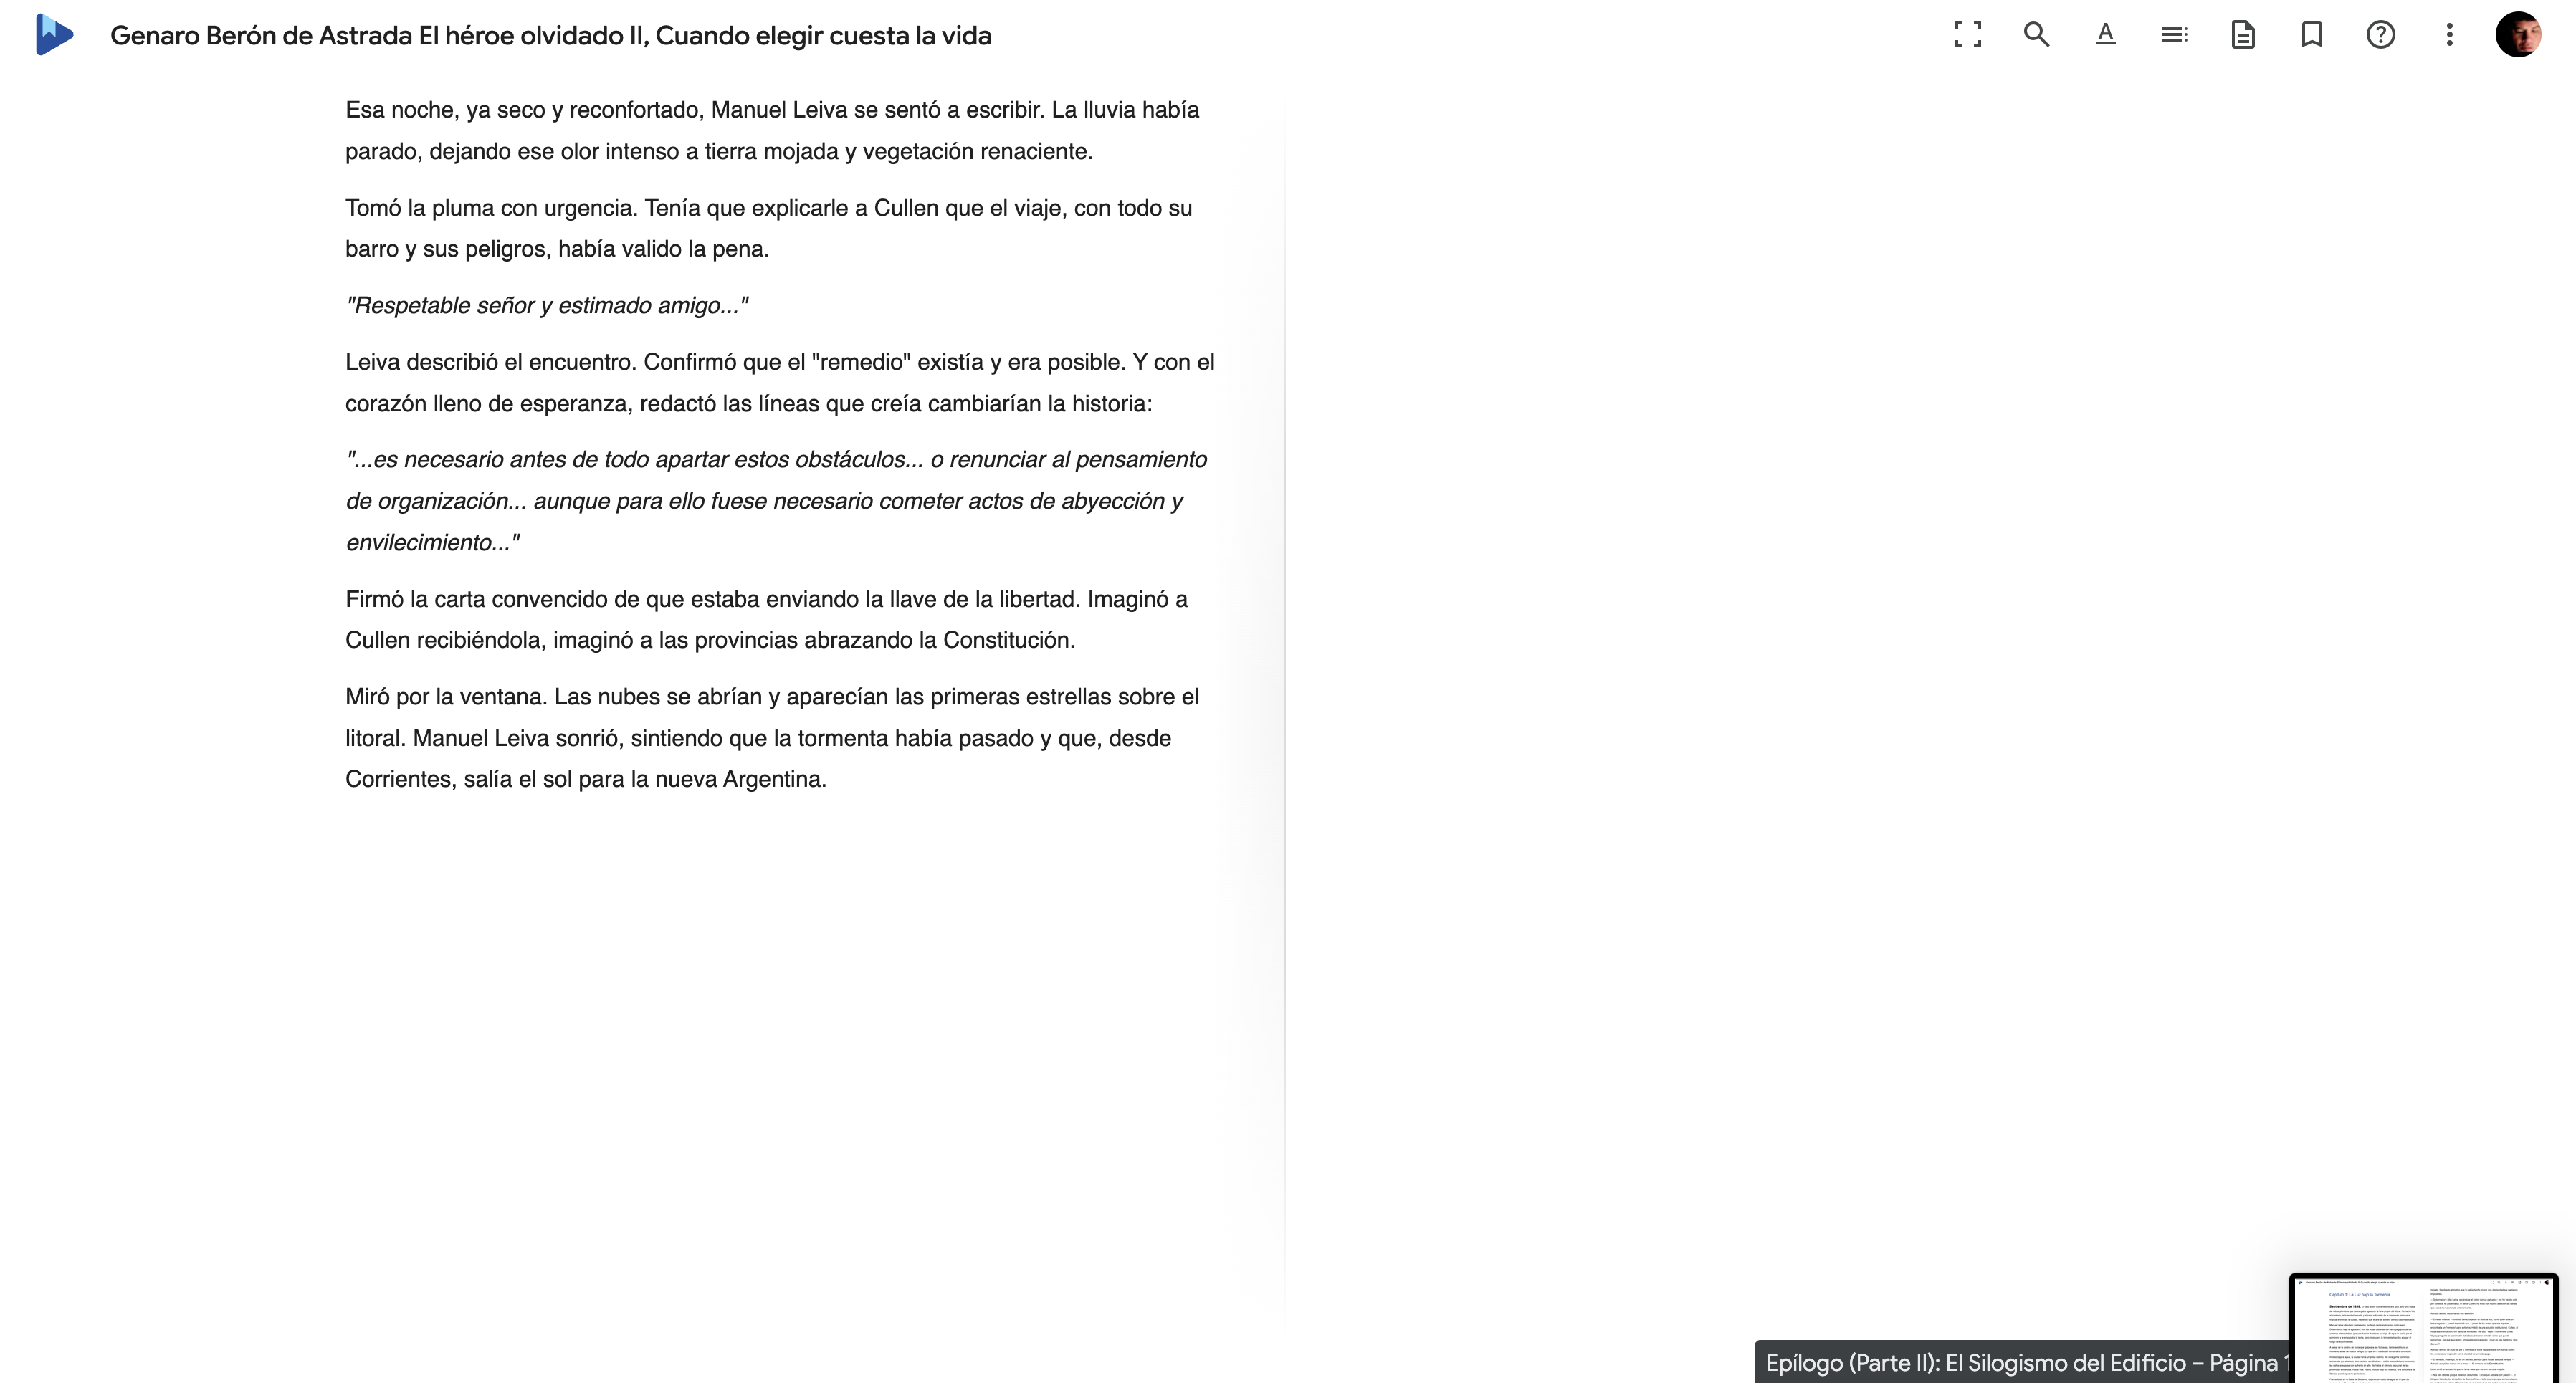 Genaro Berón de Astrada El héroe olvidado II, Cuando elegir cuesta la vida
Esa noche, ya seco y reconfortado, Manuel Leiva se sentó a escribir. La lluvia había
parado, dejando ese olor intenso a tierra mojada y vegetación renaciente.
Tomó la pluma con urgencia. Tenía que explicarle a Cullen que el viaje, con todo su
barro y sus peligros, había valido la pena.
"Respetable señor y estimado amigo..."
Leiva describió el encuentro. Confirmó que el "remedio" existía y era posible. Y con el
corazón lleno de esperanza, redactó las líneas que creía cambiarían la historia:
"...es necesario antes de todo apartar estos obstáculos... o renunciar al pensamiento
de organización... aunque para ello fuese necesario cometer actos de abyección y
envilecimiento..."
Firmó la carta convencido de que estaba enviando la llave de la libertad. Imaginó a
Cullen recibiéndola, imaginó a las provincias abrazando la Constitución.
Miró por la ventana. Las nubes se abrían y aparecían las primeras estrellas sobre el
litoral. Manuel Leiva sonrió, sintiendo que la tormenta había pasado y que, desde
Corrientes, salía el sol para la nueva Argentina.
Epílogo (Parte II): El Silogismo del Edificio – Página 1
Capítulo 1: La Luz bajo la Tormenta